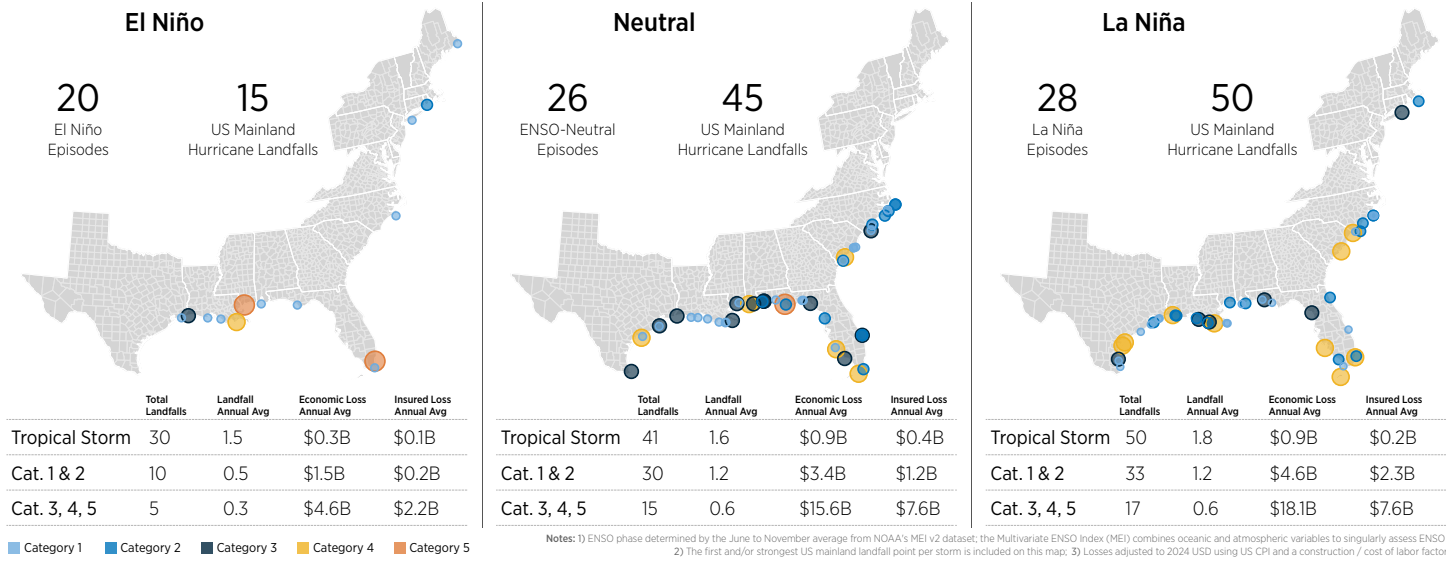 El Niño
20
El Niño
Episodes
15
US Mainland
Hurricane Landfalls
Total
Landfalls
Landfall
Annual Avg
Economic Loss
Annual Avg
Insured Loss
Annual Avg
Tropical Storm 30 1.5 $0.3B $0.1B
Cat. 1 & 2 10 0.5 $1.5B $0.2B
Cat. 3, 4, 5 5 0.3 $4.6B $2.2B
Neutral
26
ENSO-Neutral
Episodes
45
US Mainland
Hurricane Landfalls
Total
Landfalls
Landfall
Annual Avg
Economic Loss
Annual Avg
Insured Loss
Annual Avg
Tropical Storm 41 1.6 $0.9B $0.4B
Cat. 1 & 2 30 1.2 $3.4B $1.2B
Cat. 3, 4, 5 15 0.6 $15.6B $7.6B
La Niña
28
La Niña
Episodes
50
US Mainland
Hurricane Landfalls
Total
Landfalls
Landfall
Annual Avg
Economic Loss
Annual Avg
Insured Loss
Annual Avg
Tropical Storm 50 1.8 $0.9B $0.2B
Cat. 1 & 2 33 1.2 $4.6B $2.3B
Cat. 3, 4, 5 17 0.6 $18.1B $7.6B
Category 1 Category 2 Category 3 Category 4 Category 5
Notes: 1) ENSO phase determined by the June to November average from NOAA's MEI v2 dataset; the Multivariate ENSO Index (MEI) combines oceanic and atmospheric variables to singularly assess ENSO
2) The first and/or strongest US mainland landfall point per storm is included on this map; 3) Losses adjusted to 2024 USD using US CPI and a construction / cost of labor factor